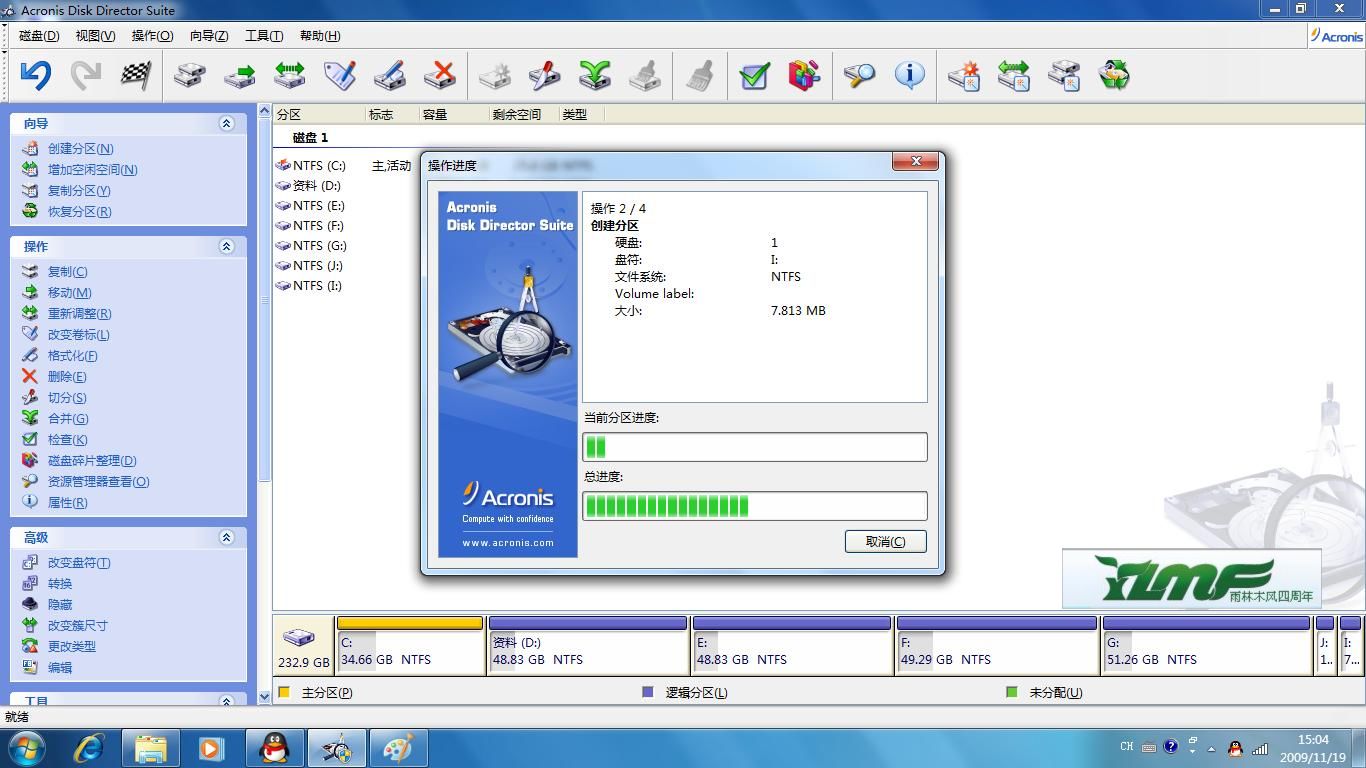 Acronis Disk Director Suite
磁盘(D) 视图(V) 操作(O) 向导(Z) 工具(T) 帮助(H)
Acronis
向导
创建分区(N)
增加空闲空间(N)
复制分区(Y)
恢复分区(R)
操作
复制(C)
移动(M)
重新调整(R)
改变卷标(L)
格式化(F)
删除(E)
切分(S)
合并(G)
检查(K)
磁盘碎片整理(D)
资源管理器查看(O)
属性(R)
高级
改变盘符(T)
转换
隐藏
改变簇尺寸
更改类型
编辑
工具
分区 标志 容量 剩余空间 类型
磁盘 1
NTFS (C:) 主,活动
资料 (D:)
NTFS (E:)
NTFS (F:)
NTFS (G:)
NTFS (J:)
NTFS (I:)
操作进度
Acronis
Disk Director Suite
Acronis
Compute with confidence
www.acronis.com
操作 2 / 4
创建分区
硬盘: 1
盘符: I:
文件系统: NTFS
Volume label:
大小: 7.813 MB
当前分区进度:
总进度:
取消(C)
YLMF
雨林木风四周年
232.9 GB
C:
34.66 GB NTFS
资料 (D:)
48.83 GB NTFS
E:
48.83 GB NTFS
F:
49.29 GB NTFS
G:
51.26 GB NTFS
J:
1...
I:
7...
主分区(P) 逻辑分区(L) 未分配(U)
就绪
CH
15:04
2009/11/19